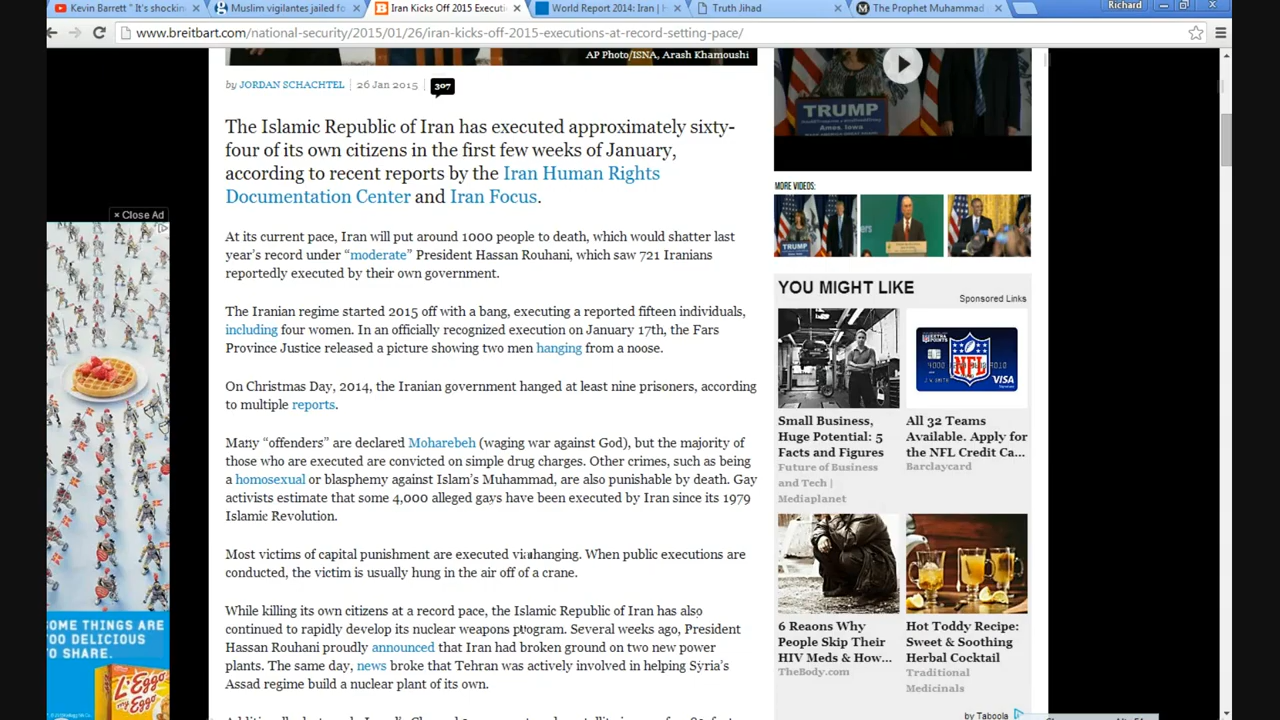 Kevin Barrett " It's shockin
Muslim vigilantes jailed fo
Iran Kicks Off 2015 Executi
World Report 2014: Iran | H
Truth Jihad
The Prophet Muhammad
Richard
www.breitbart.com/national-security/2015/01/26/iran-kicks-off-2015-executions-at-record-setting-pace/
AP Photo/ISNA, Arash Khamoushi
by JORDAN SCHACHTEL | 26 Jan 2015 | 307
The Islamic Republic of Iran has executed approximately sixty-
four of its own citizens in the first few weeks of January,
according to recent reports by the Iran Human Rights
Documentation Center and Iran Focus.
At its current pace, Iran will put around 1000 people to death, which would shatter last
year's record under “moderate” President Hassan Rouhani, which saw 721 Iranians
reportedly executed by their own government.
The Iranian regime started 2015 off with a bang, executing a reported fifteen individuals,
including four women. In an officially recognized execution on January 17th, the Fars
Province Justice released a picture showing two men hanging from a noose.
On Christmas Day, 2014, the Iranian government hanged at least nine prisoners, according
to multiple reports.
Many “offenders” are declared Moharebeh (waging war against God), but the majority of
those who are executed are convicted on simple drug charges. Other crimes, such as being
a homosexual or blasphemy against Islam's Muhammad, are also punishable by death. Gay
activists estimate that some 4,000 alleged gays have been executed by Iran since its 1979
Islamic Revolution.
Most victims of capital punishment are executed via hanging. When public executions are
conducted, the victim is usually hung in the air off of a crane.
While killing its own citizens at a record pace, the Islamic Republic of Iran has also
continued to rapidly develop its nuclear weapons program. Several weeks ago, President
Hassan Rouhani proudly announced that Iran had broken ground on two new power
plants. The same day, news broke that Tehran was actively involved in helping Syria's
Assad regime build a nuclear plant of its own.
× Close Ad
OME THINGS ARE
OO DELICIOUS
O SHARE.
L'Eggo
my Eggo
TRUMP
Ames, Iowa
MORE VIDEOS:
TRUMP
YOU MIGHT LIKE
Sponsored Links
Small Business,
Huge Potential: 5
Facts and Figures
Future of Business
and Tech |
Mediaplanet
NFL
VISA
All 32 Teams
Available. Apply for
the NFL Credit Ca...
Barclaycard
6 Reaons Why
People Skip Their
HIV Meds & How...
TheBody.com
Hot Toddy Recipe:
Sweet & Soothing
Herbal Cocktail
Traditional
Medicinals
by Taboola